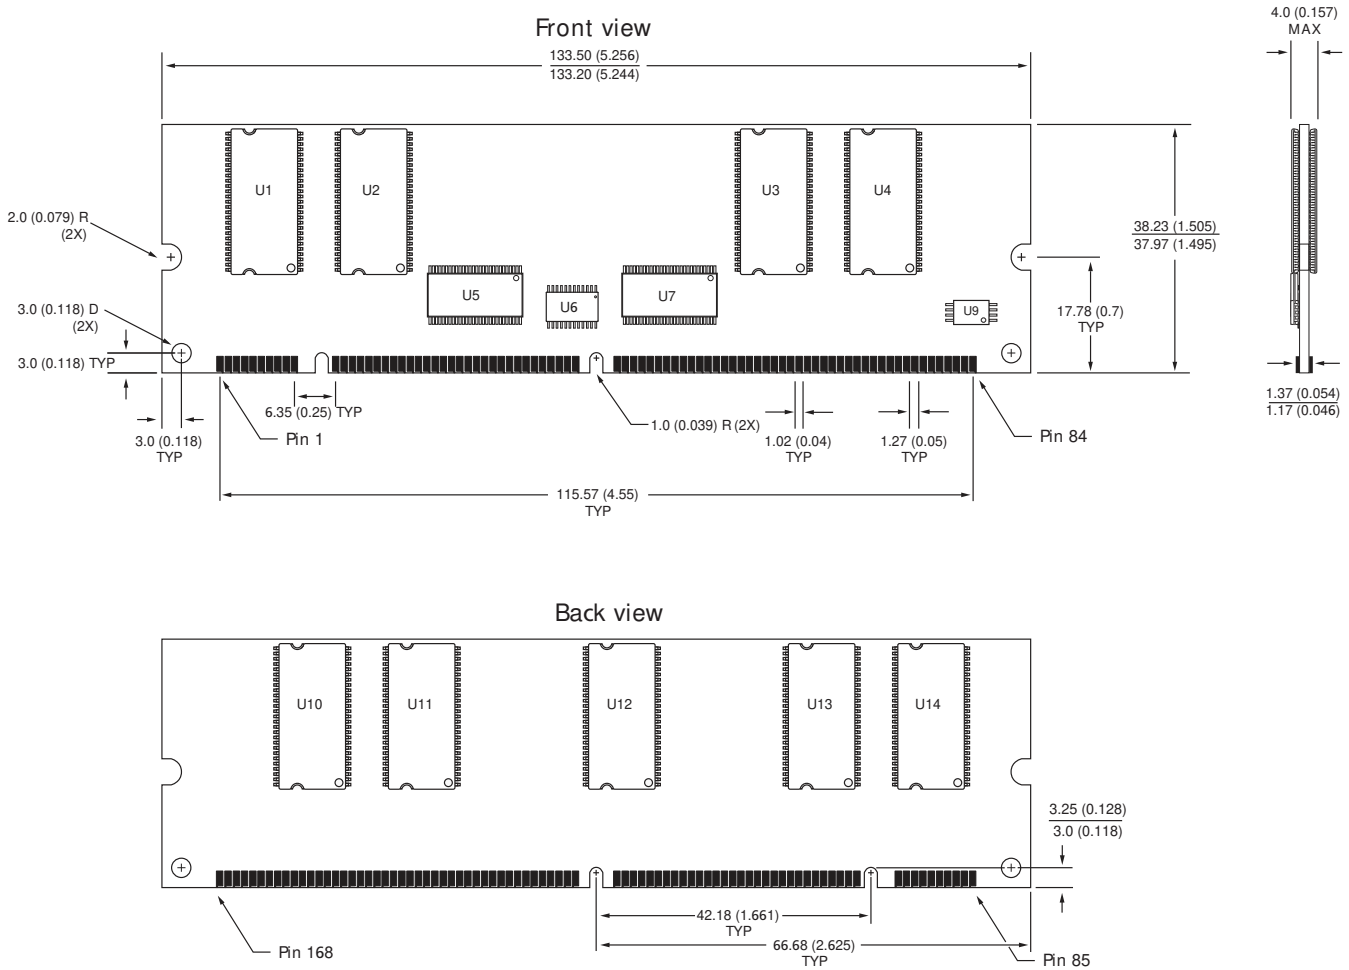 Front view
4.0 (0.157)
MAX
133.50 (5.256)
133.20 (5.244)
U1
U2
U3
U4
2.0 (0.079) R
(2X)
38.23 (1.505)
37.97 (1.495)
U5
U6
U7
U9
3.0 (0.118) D
(2X)
17.78 (0.7)
TYP
3.0 (0.118) TYP
1.37 (0.054)
1.17 (0.046)
6.35 (0.25) TYP
3.0 (0.118)
TYP
Pin 1
1.0 (0.039) R (2X)
1.02 (0.04)
TYP
1.27 (0.05)
TYP
Pin 84
115.57 (4.55)
TYP
Back view
U10
U11
U12
U13
U14
3.25 (0.128)
3.0 (0.118)
42.18 (1.661)
TYP
66.68 (2.625)
TYP
Pin 168
Pin 85